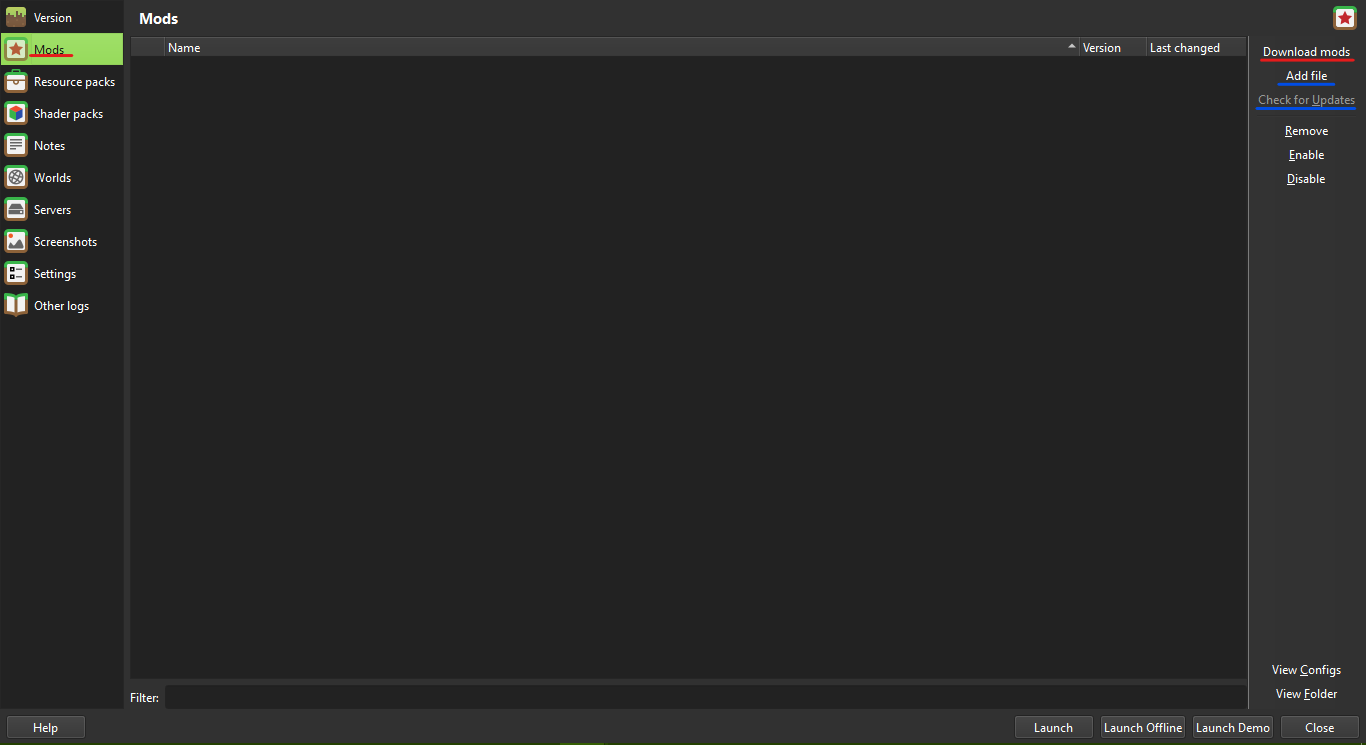 Version
Mods
Resource packs
Shader packs
Notes
Worlds
Servers
Screenshots
Settings
Other logs
Mods
Name Version Last changed
Download mods
Add file
Check for Updates
Remove
Enable
Disable
View Configs
View Folder
Filter:
Help Launch Launch Offline Launch Demo Close